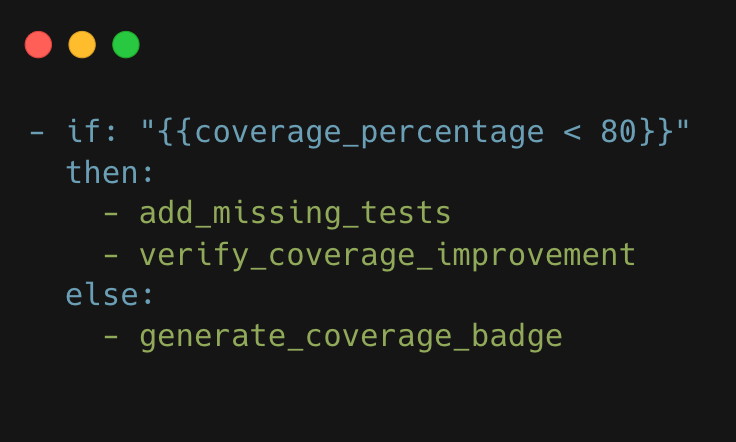 - if: "{{coverage_percentage < 80}}"
  then:
    - add_missing_tests
    - verify_coverage_improvement
  else:
    - generate_coverage_badge